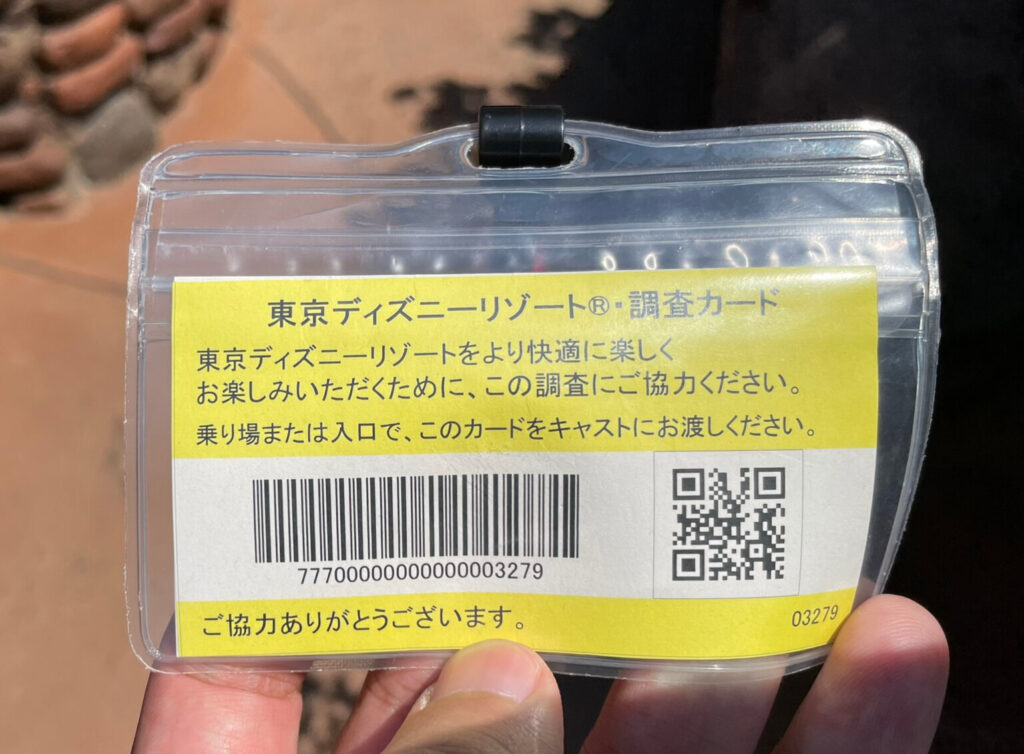 東京ディズニーリゾート®・調査カード
東京ディズニーリゾートをより快適に楽しく
お楽しみいただくために、この調査にご協力ください。
乗り場または入口で、このカードをキャストにお渡しください。
77700000000000003279
ご協力ありがとうございます。
03279